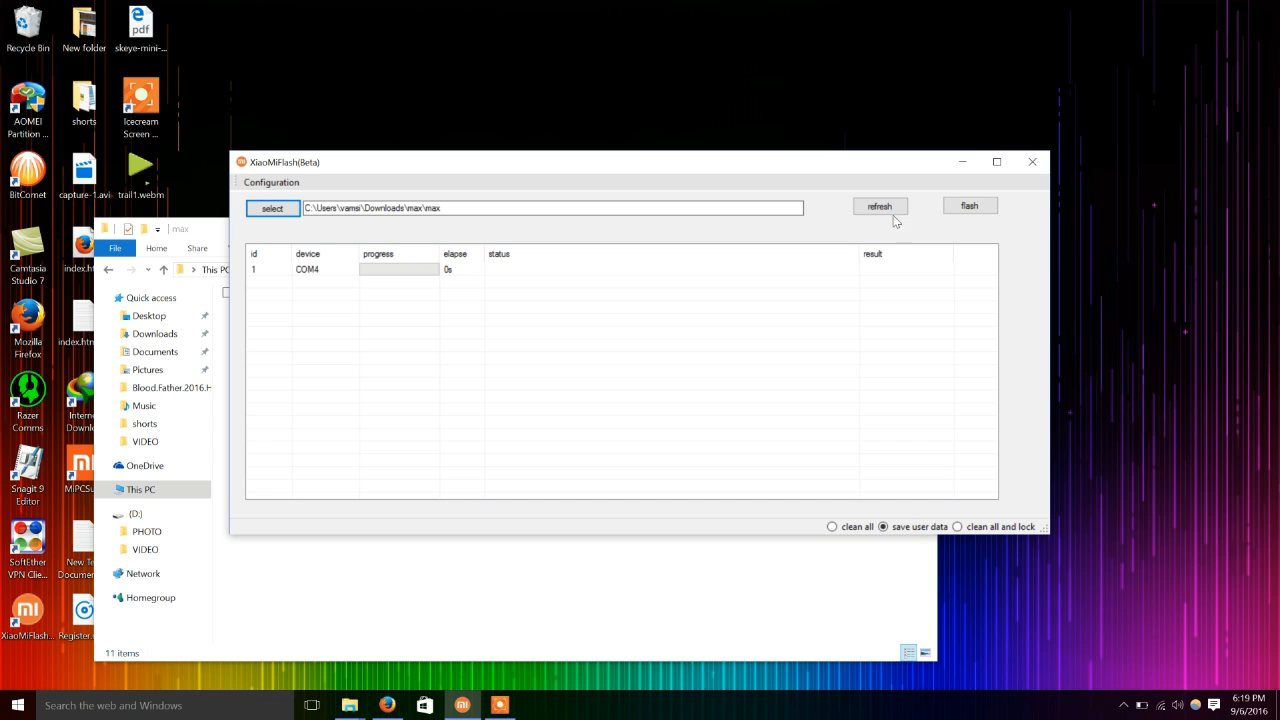 Recycle Bin
New folder
skeye-mini-...
AOMEI
Partition ...
shorts
Icecream
Screen ...
BitComet
capture-1.avi
trail1.webm
Camtasia
Studio 7
Mozilla
Firefox
Razer
Comms
Snagit 9
Editor
SoftEther
VPN Clie...
XiaoMiFlash...
XiaoMiFlash(Beta)
Configuration
select
C:\Users\vamsi\Downloads\max\max
refresh
flash
id device progress elapse status result
1 COM4 0s
clean all save user data clean all and lock
max
File Home Share
This PC
Quick access
Desktop
Downloads
Documents
Pictures
Blood.Father.2016.H
Music
shorts
VIDEO
OneDrive
This PC
(D:)
PHOTO
VIDEO
Network
Homegroup
11 items
Search the web and Windows
6:19 PM
9/6/2016